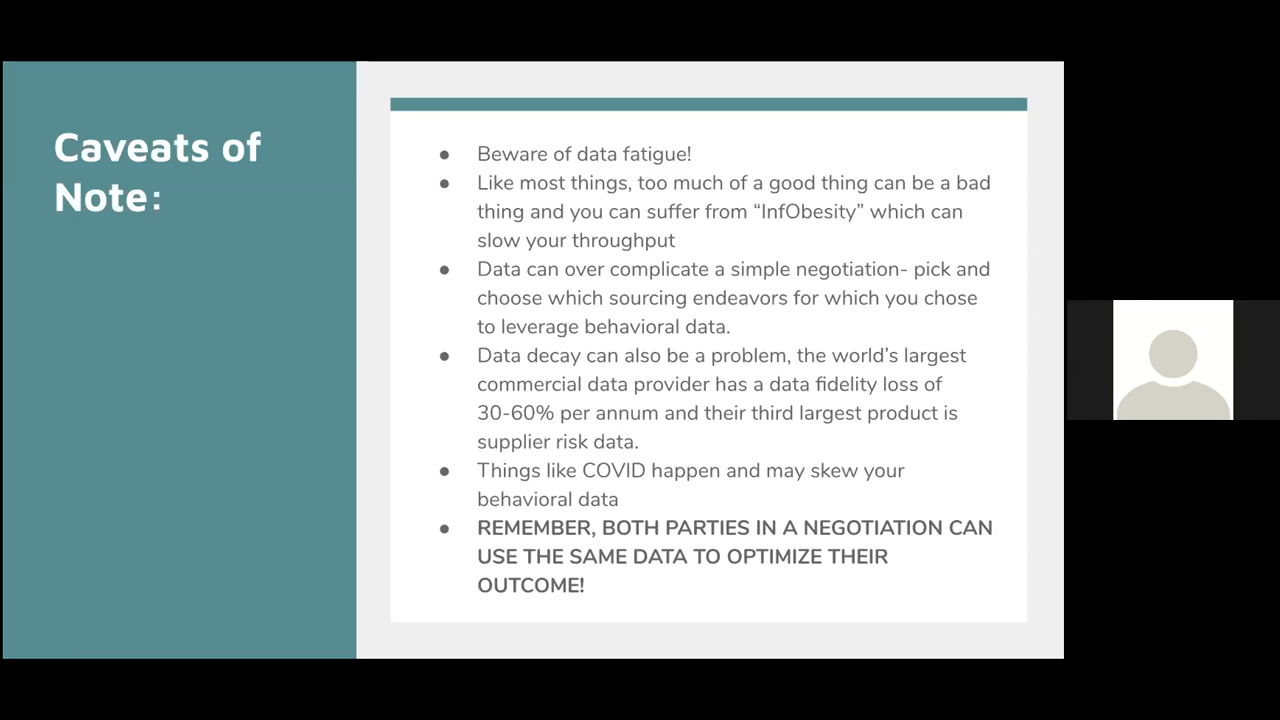 Caveats of
Note:
● Beware of data fatigue!
● Like most things, too much of a good thing can be a bad
thing and you can suffer from “InfObesity” which can
slow your throughput
● Data can over complicate a simple negotiation- pick and
choose which sourcing endeavors for which you chose
to leverage behavioral data.
● Data decay can also be a problem, the world’s largest
commercial data provider has a data fidelity loss of
30-60% per annum and their third largest product is
supplier risk data.
● Things like COVID happen and may skew your
behavioral data
● REMEMBER, BOTH PARTIES IN A NEGOTIATION CAN
USE THE SAME DATA TO OPTIMIZE THEIR
OUTCOME!